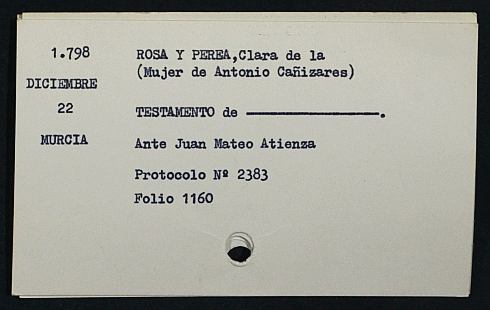 1.798
DICIEMBRE
22
MURCIA
ROSA Y PEREA,Clara de la
(Mujer de Antonio Cañizares)
TESTAMENTO de ————————.
Ante Juan Mateo Atienza
Protocolo Nº 2383
Folio 1160